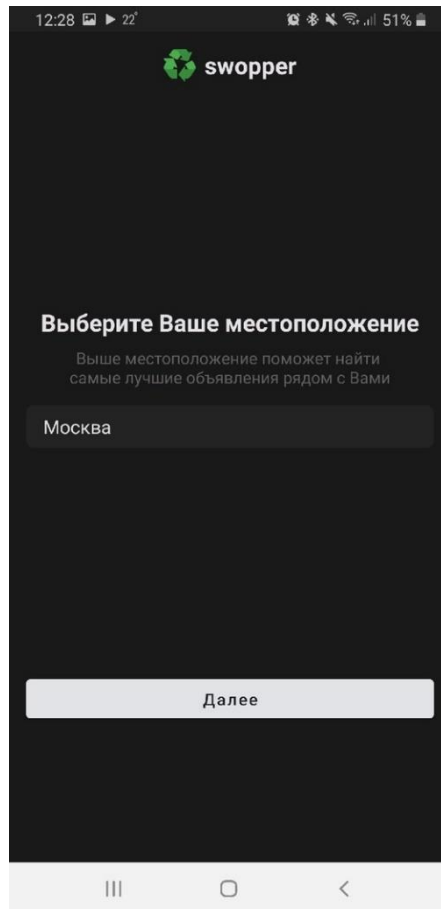 12:28 22° 51%
swopper
Выберите Ваше местоположение
Выше местоположение поможет найти
самые лучшие объявления рядом с Вами
Москва
Далее